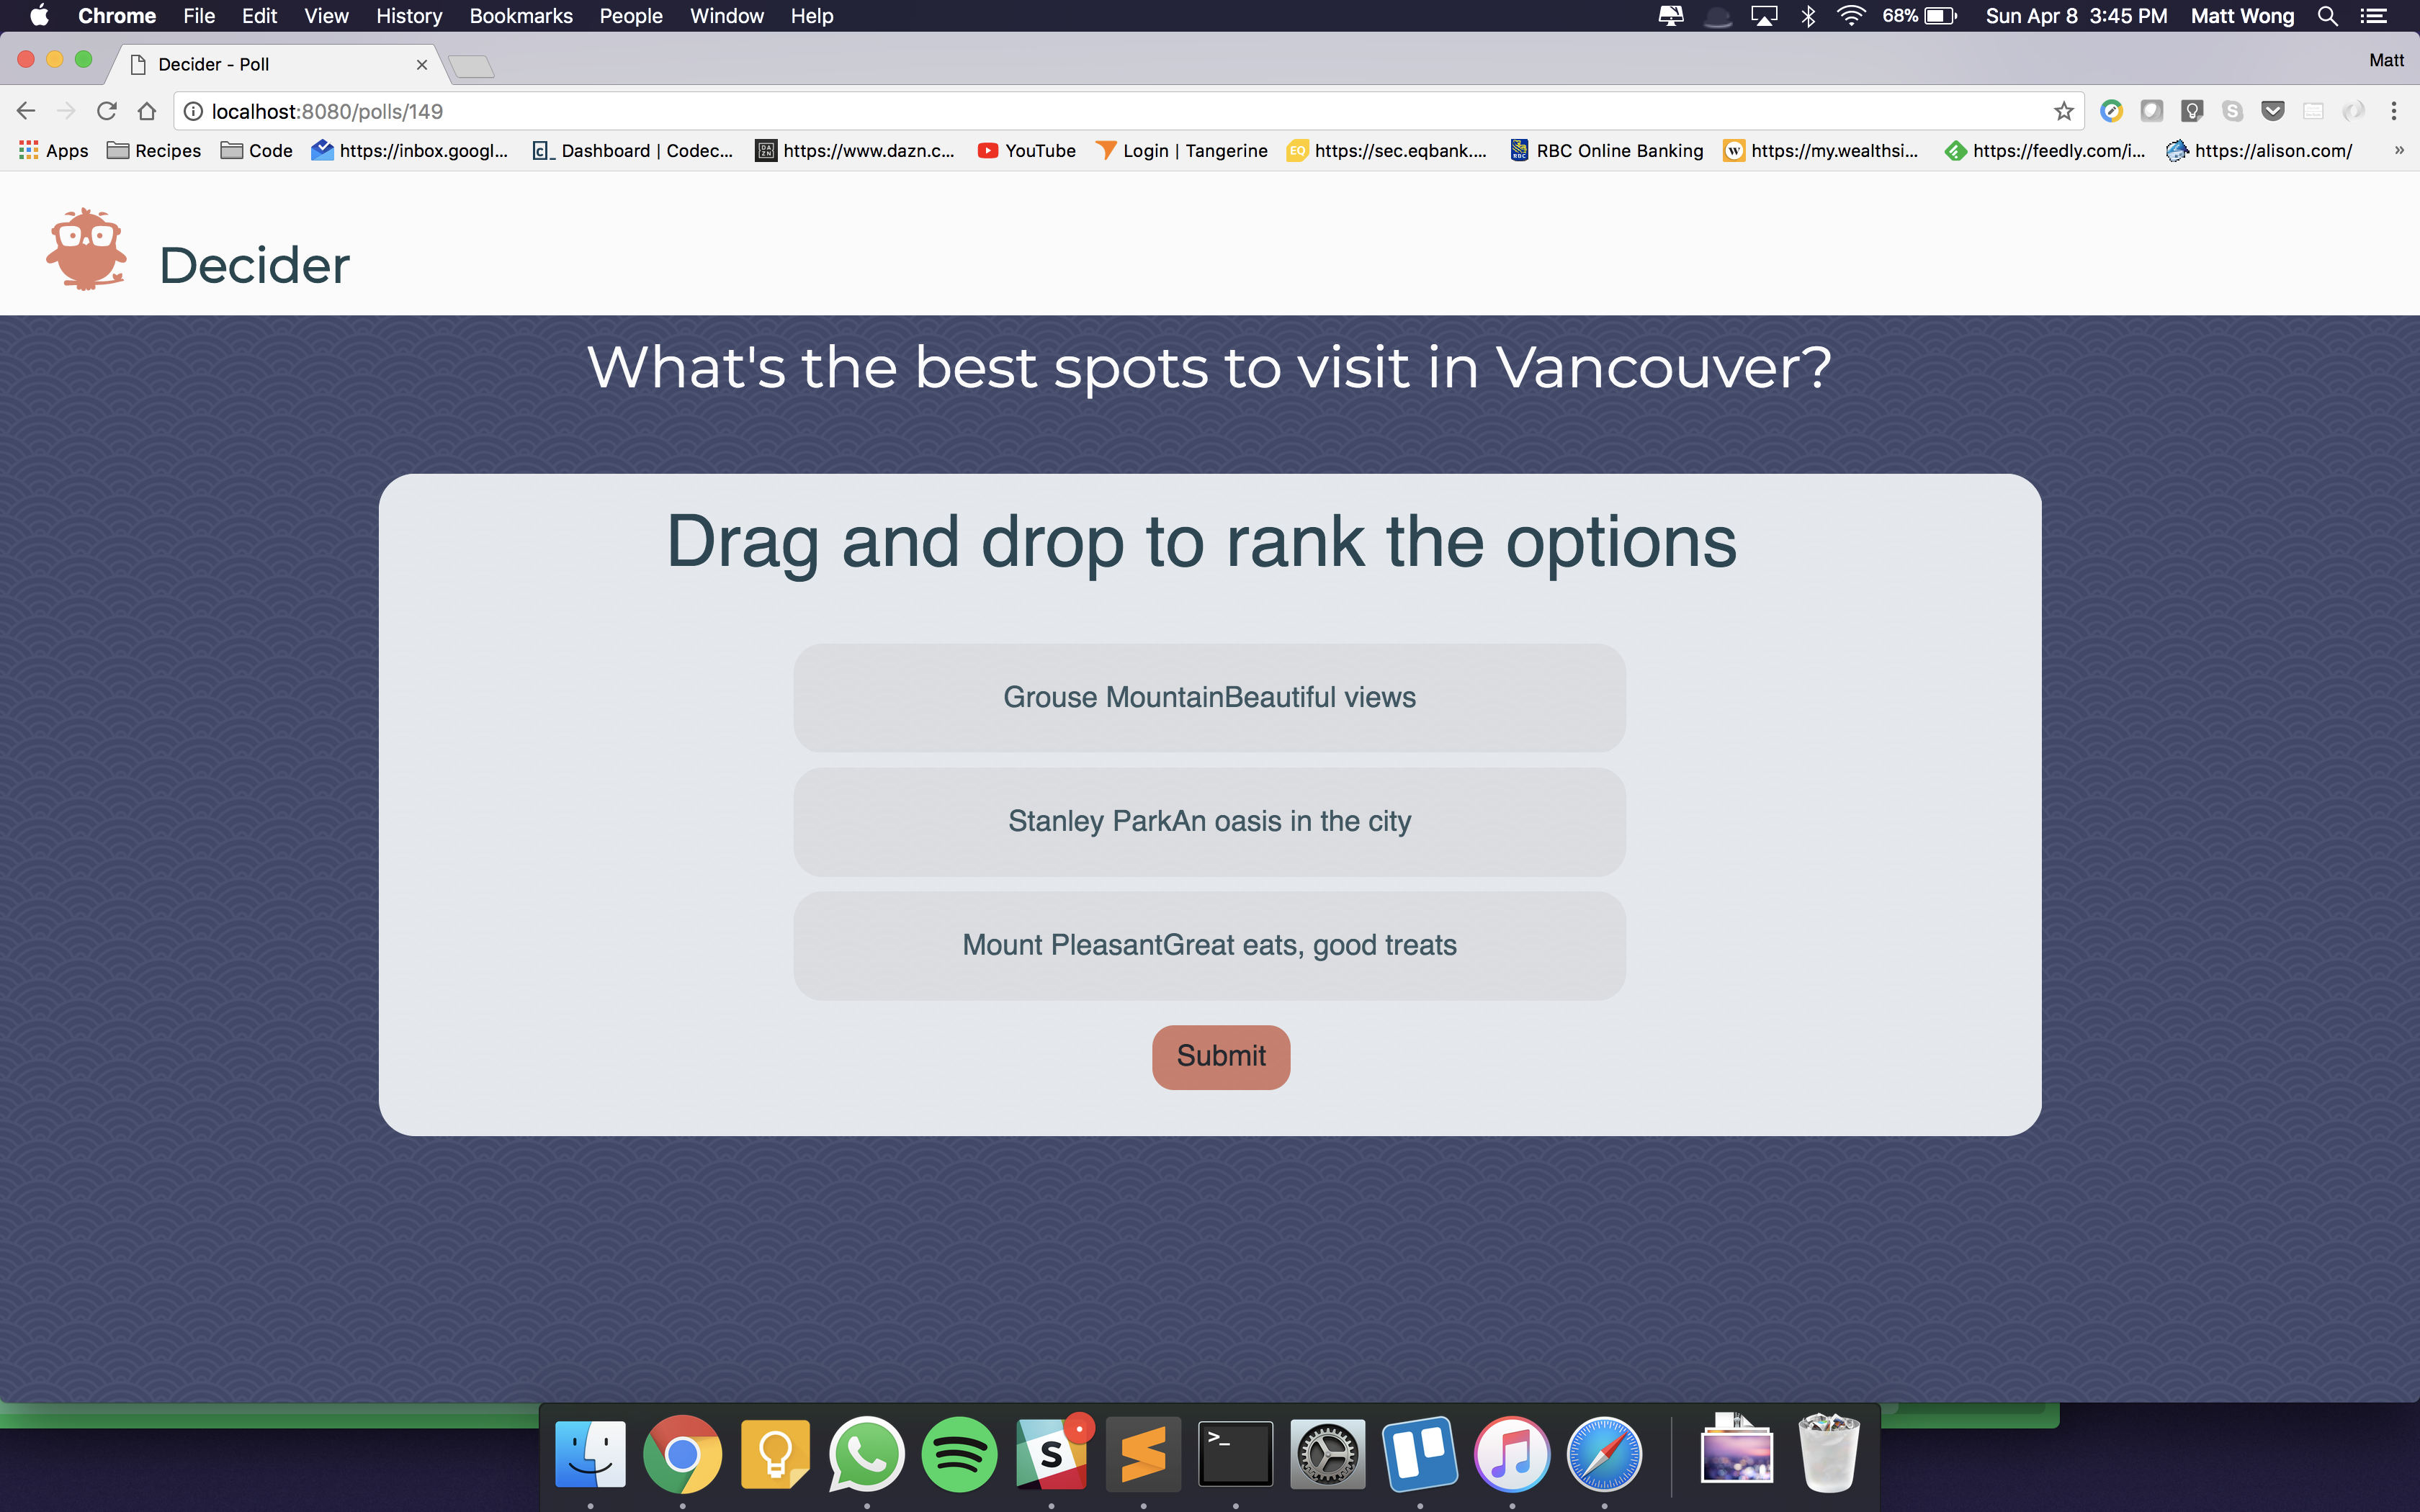 Chrome File Edit View History Bookmarks People Window Help 68% Sun Apr 8 3:45 PM Matt Wong
Decider - Poll Matt
localhost:8080/polls/149
Apps Recipes Code https://inbox.googl... Dashboard | Codec... https://www.dazn.c... YouTube Login | Tangerine EQ https://sec.eqbank.... RBC Online Banking https://my.wealthsi... https://feedly.com/i... https://alison.com/ »
Decider
What's the best spots to visit in Vancouver?
Drag and drop to rank the options
Grouse MountainBeautiful views
Stanley ParkAn oasis in the city
Mount PleasantGreat eats, good treats
Submit